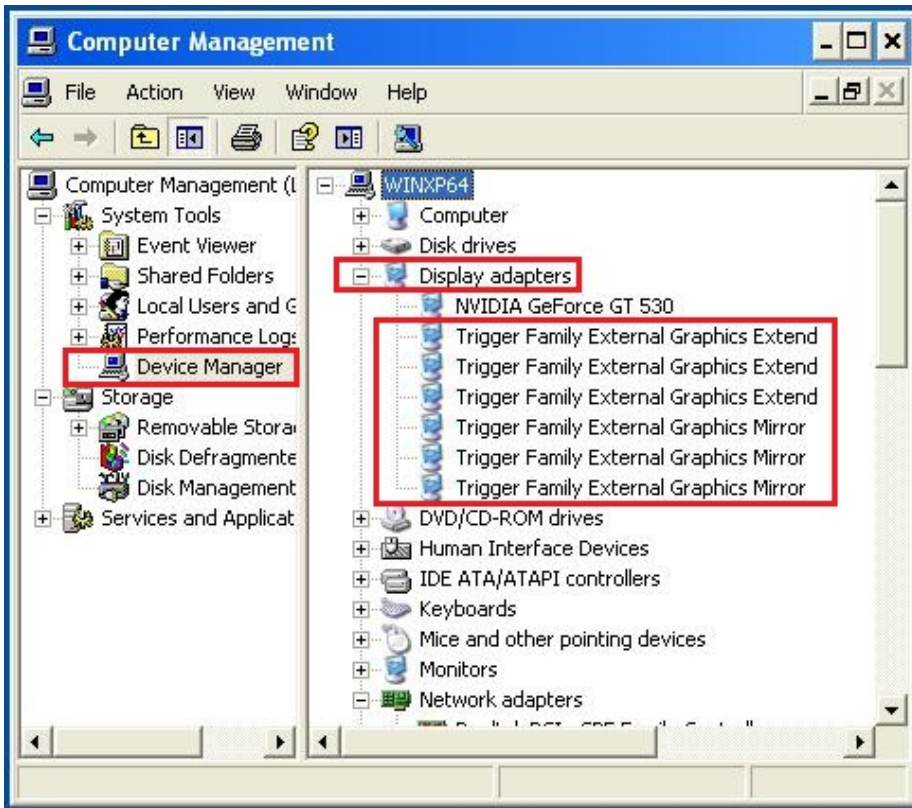 Computer Management
File Action View Window Help
Computer Management (L
System Tools
Event Viewer
Shared Folders
Local Users and G
Performance Logs
Device Manager
Storage
Removable Stora
Disk Defragmente
Disk Management
Services and Applicat
WINXP64
Computer
Disk drives
Display adapters
NVIDIA GeForce GT 530
Trigger Family External Graphics Extend
Trigger Family External Graphics Extend
Trigger Family External Graphics Extend
Trigger Family External Graphics Mirror
Trigger Family External Graphics Mirror
Trigger Family External Graphics Mirror
DVD/CD-ROM drives
Human Interface Devices
IDE ATA/ATAPI controllers
Keyboards
Mice and other pointing devices
Monitors
Network adapters